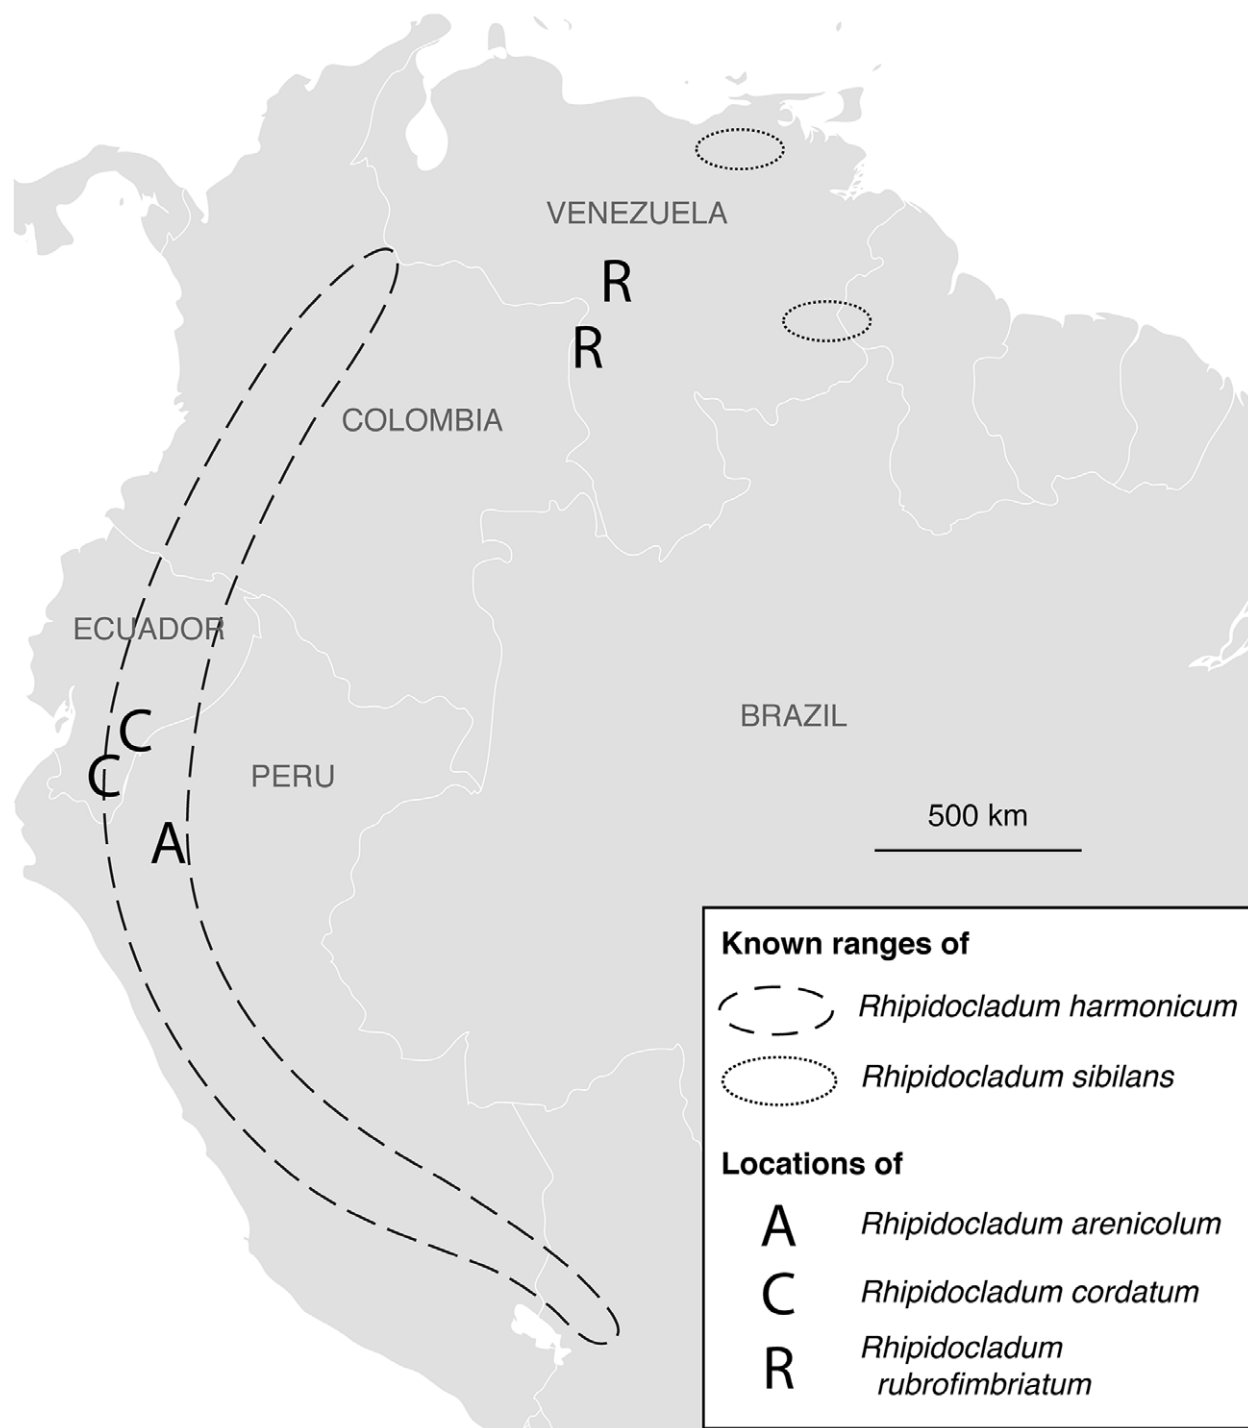 VENEZUELA
R
R
COLOMBIA
ECUADOR
C
BRAZIL
C
PERU
A
500 km
Known ranges of
Rhipidocladum harmonicum
Rhipidocladum sibilans
Locations of
A Rhipidocladum arenicolum
C Rhipidocladum cordatum
R Rhipidocladum
rubrofimbriatum